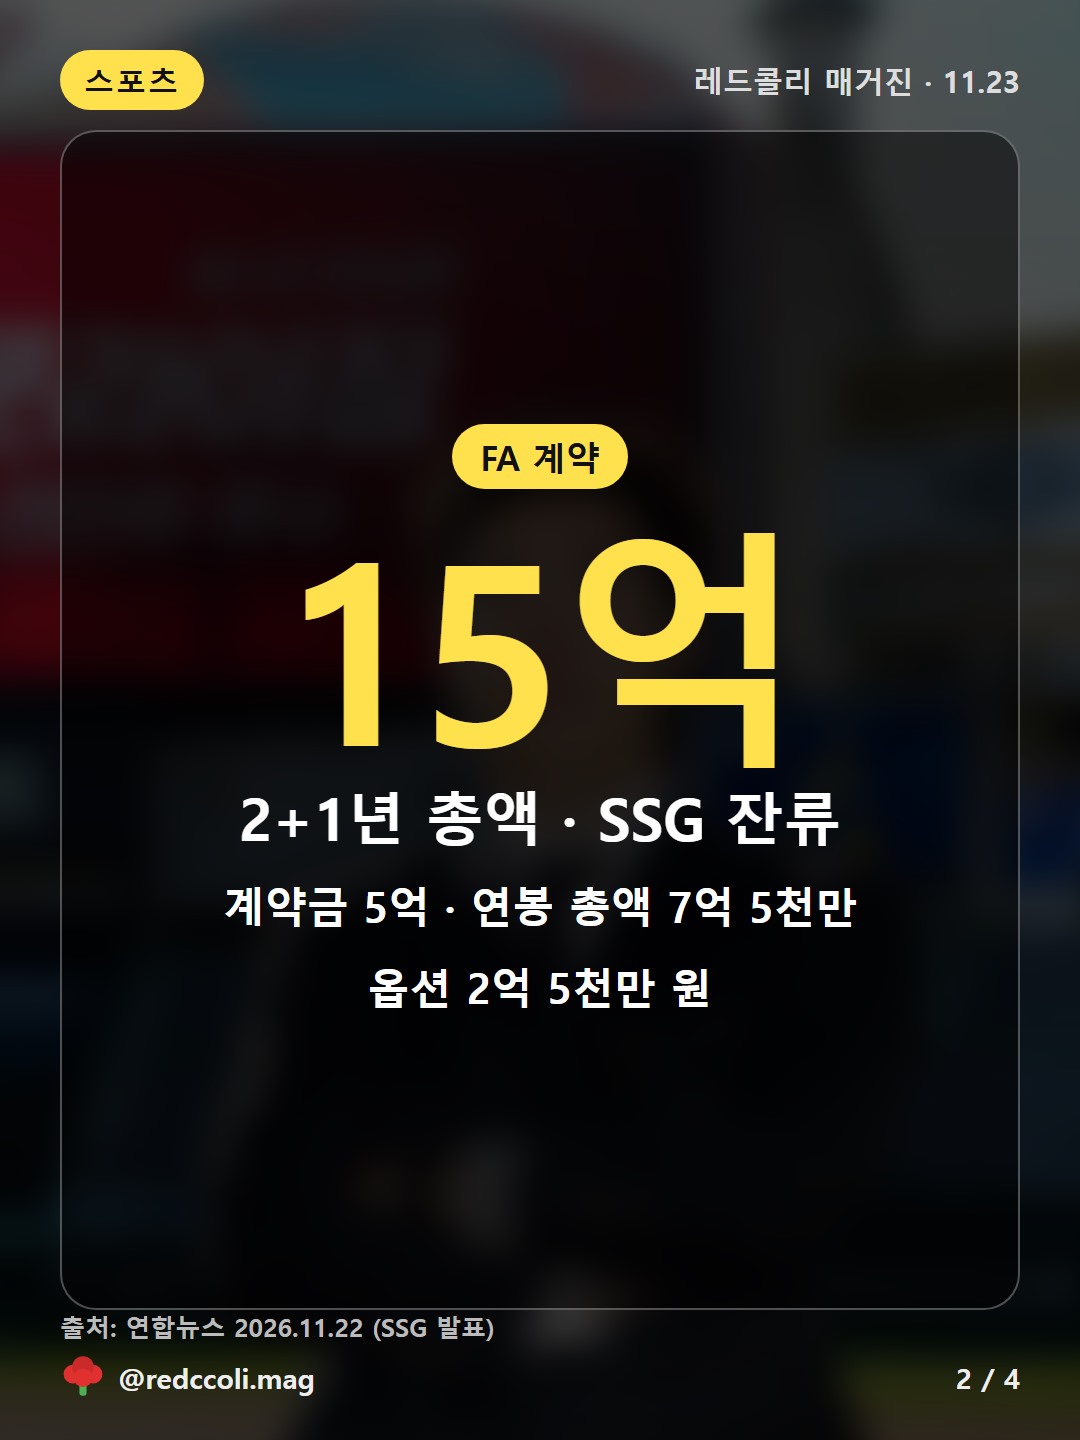 스포츠
레드콜리 매거진 · 11.23
FA 계약
15억
2+1년 총액 · SSG 잔류
계약금 5억 · 연봉 총액 7억 5천만
옵션 2억 5천만 원
출처: 연합뉴스 2026.11.22 (SSG 발표)
@redccoli.mag
2 / 4